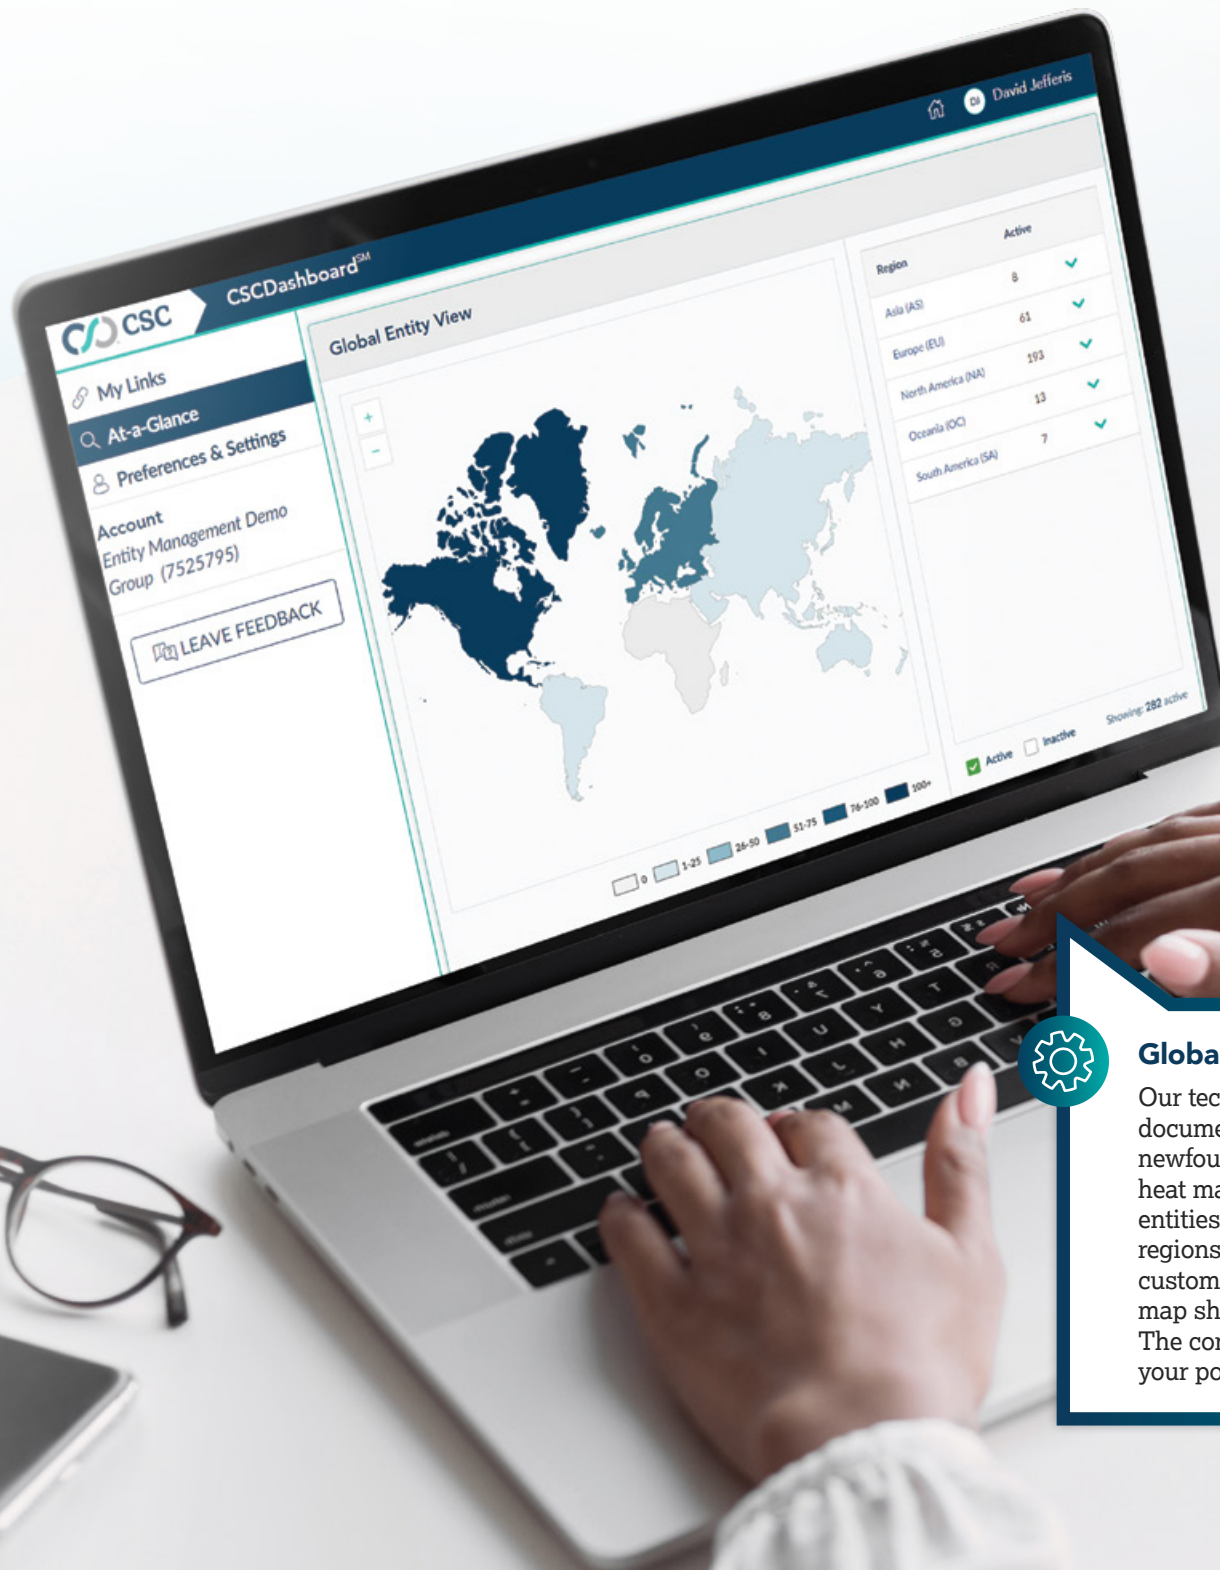 David Jefferis
DJ
CSC
CSCDashboard℠
My Links
At-a-Glance
Preferences & Settings
Account
Entity Management Demo
Group (7525795)
LEAVE FEEDBACK
Global Entity View
+
−
0
1-25
26-50
51-75
76-100
100+
Region Active
Asia (AS) 8
Europe (EU) 61
North America (NA) 193
Oceania (OC) 13
South America (SA) 7
Active
Inactive
Showing: 282 active
Globa
Our tec
docume
newfou
heat ma
entities
regions
custom
map sh
The cor
your po